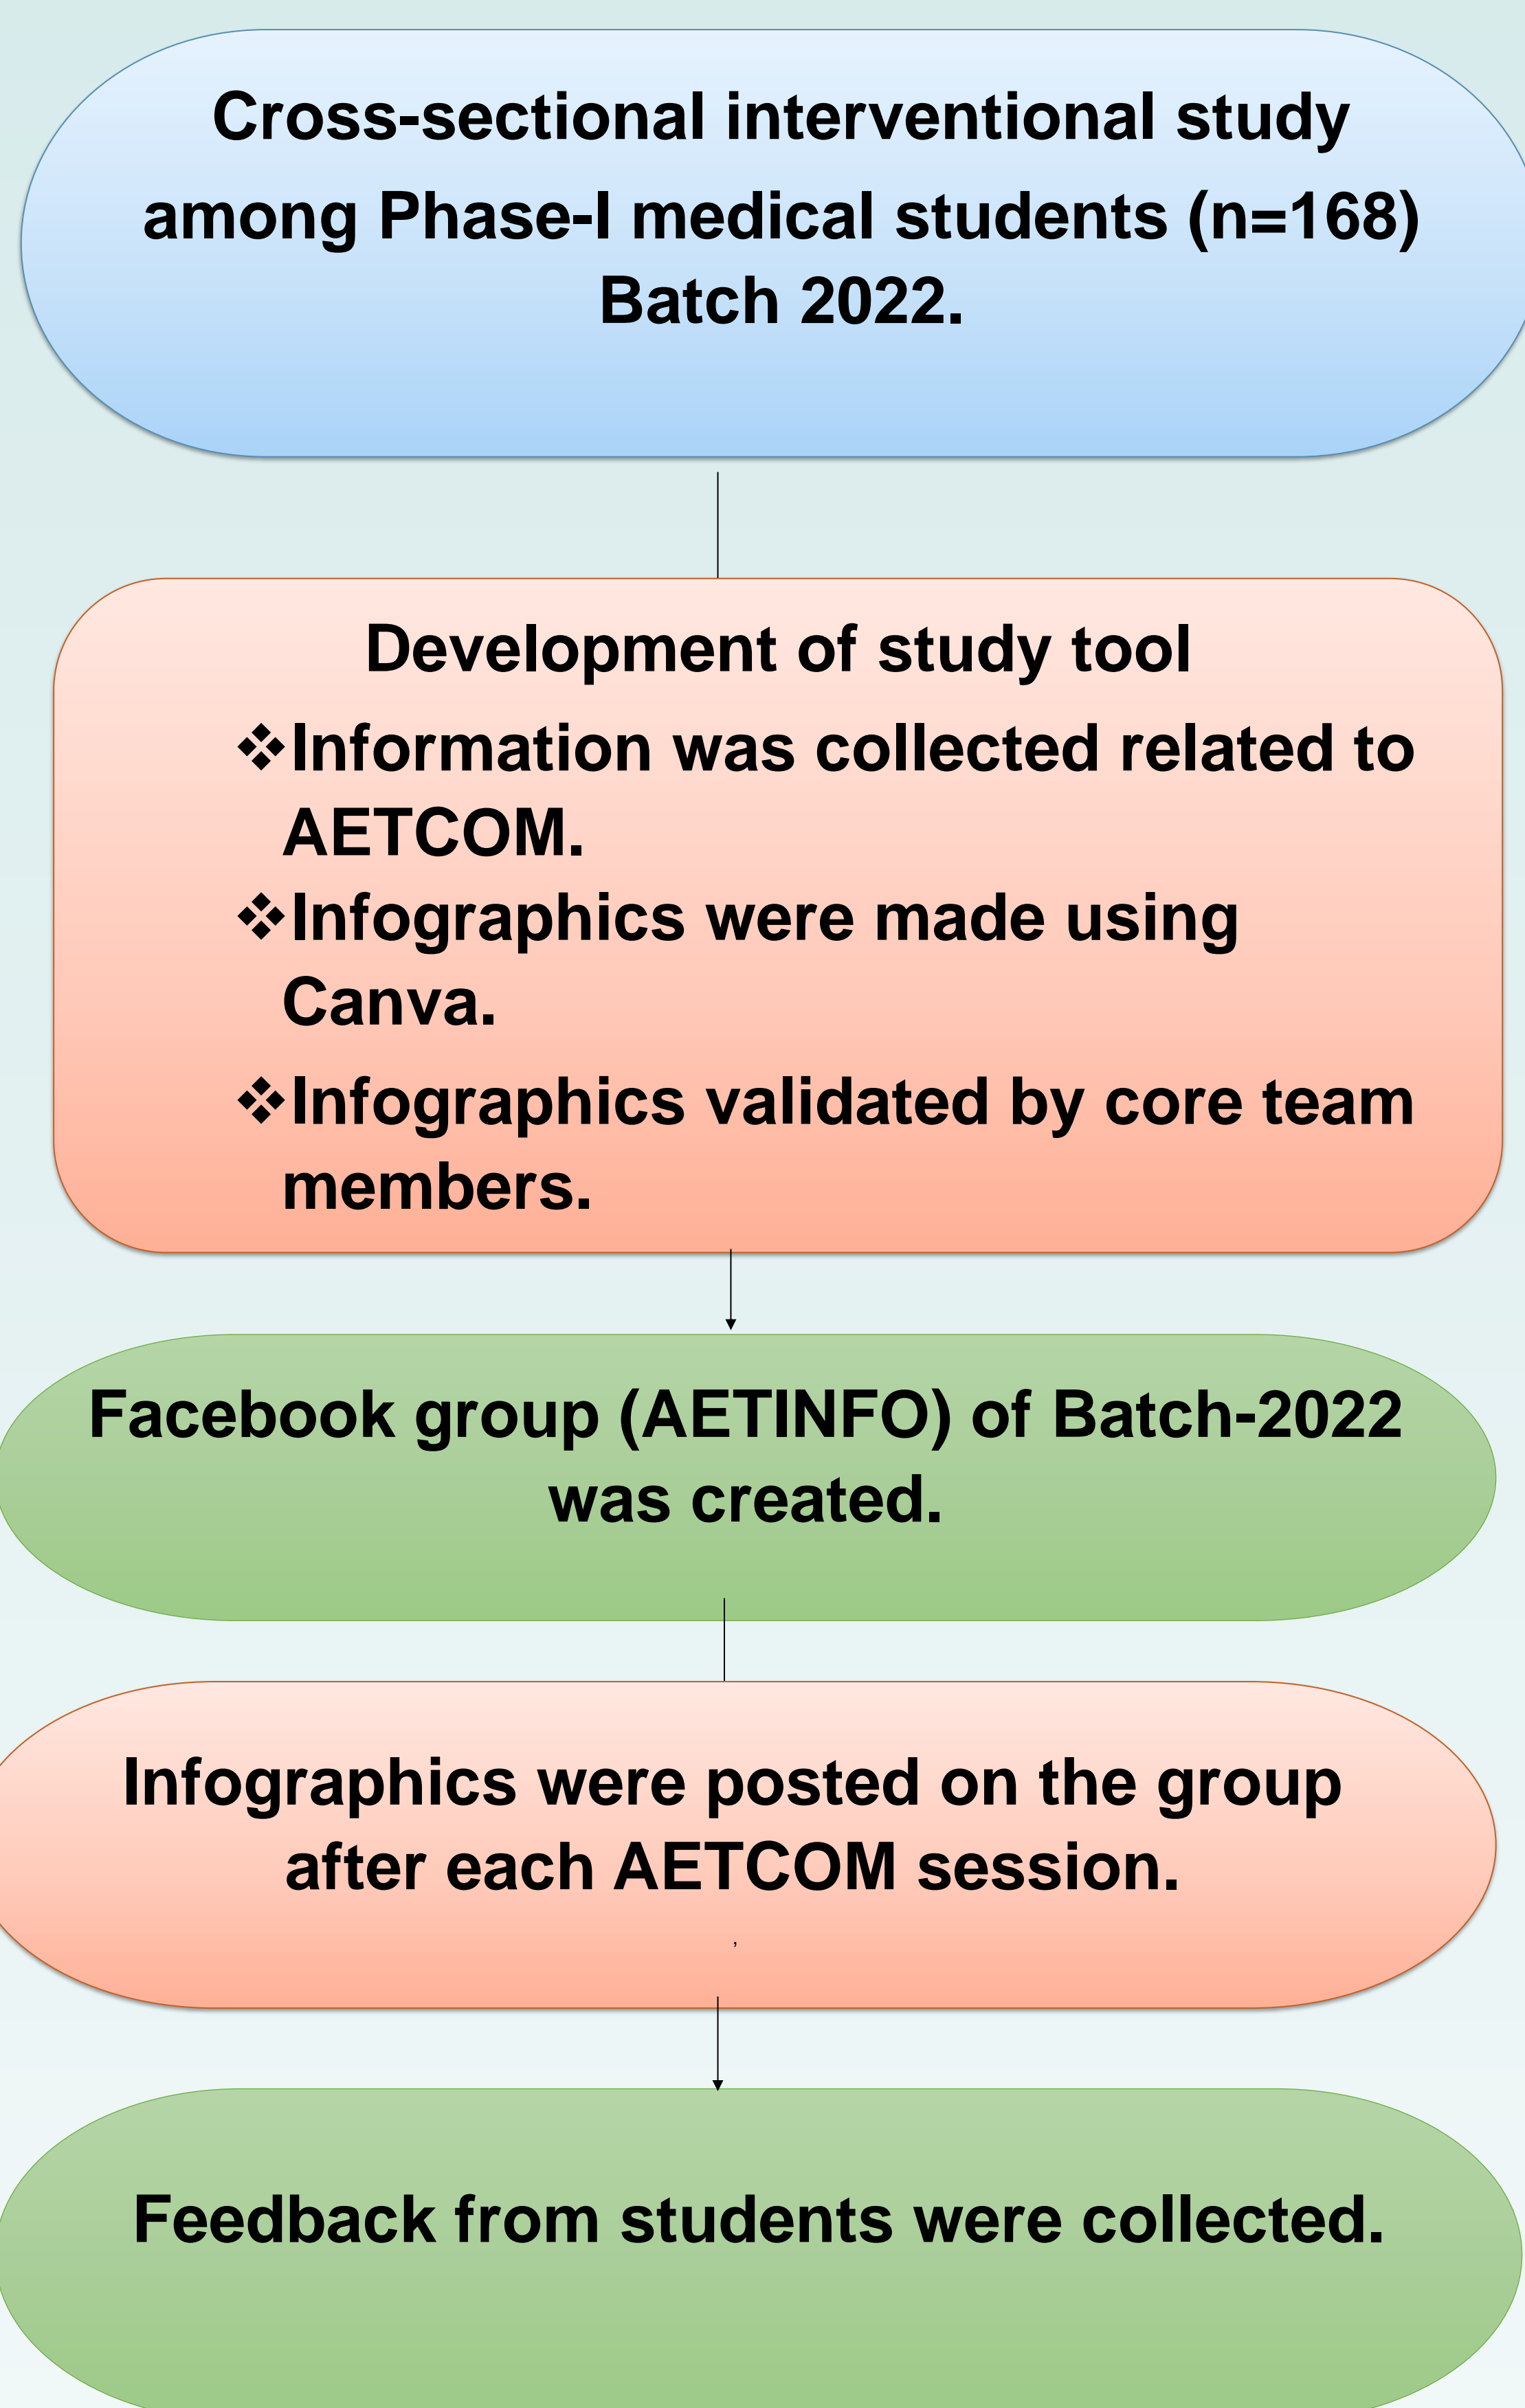 Cross-sectional interventional study
among Phase-I medical students (n=168)
Batch 2022.
Development of study tool
❖Information was collected related to
AETCOM.
❖Infographics were made using
Canva.
❖Infographics validated by core team
members.
Facebook group (AETINFO) of Batch-2022
was created.
Infographics were posted on the group
after each AETCOM session.
,
Feedback from students were collected.